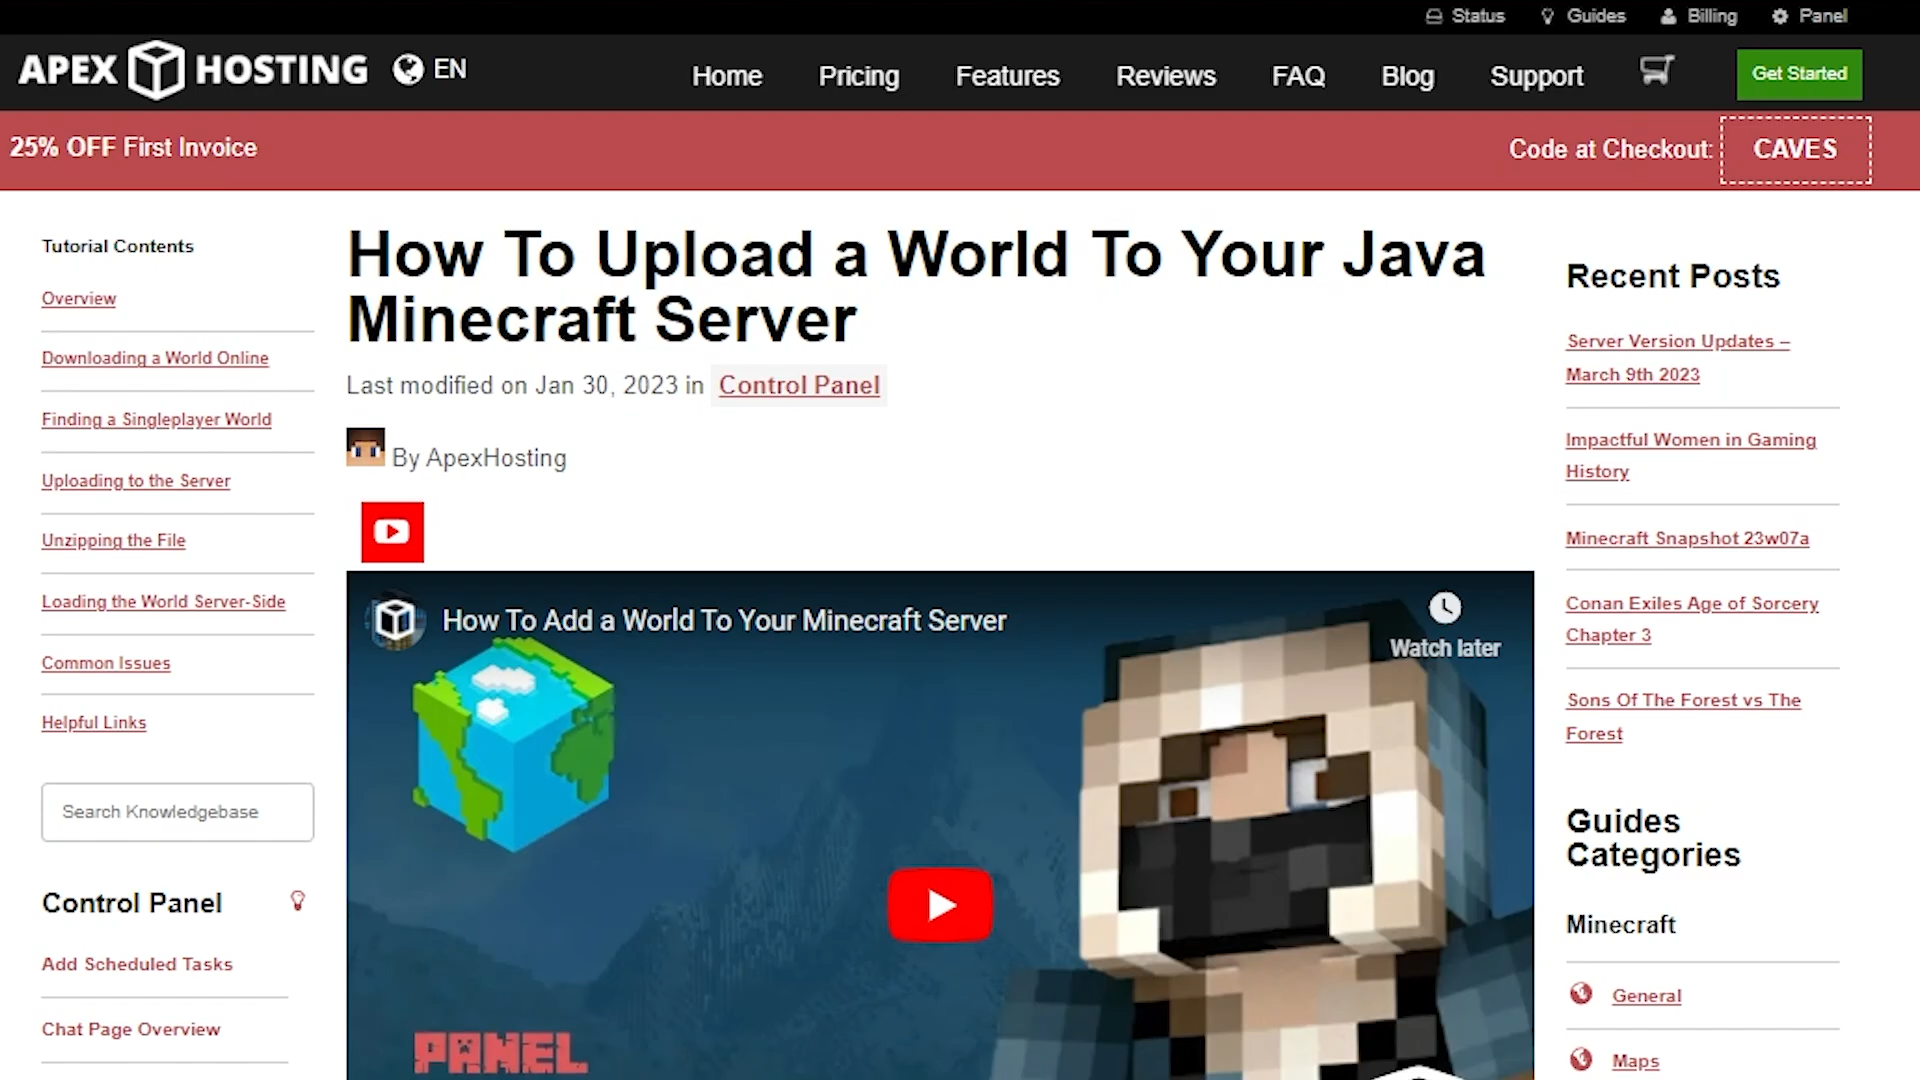 Status
Guides
Billing
Panel
APEX HOSTING
EN
Home
Pricing
Features
Reviews
FAQ
Blog
Support
Get Started
25% OFF First Invoice
Code at Checkout:
CAVES
Tutorial Contents
Overview
Downloading a World Online
Finding a Singleplayer World
Uploading to the Server
Unzipping the File
Loading the World Server-Side
Common Issues
Helpful Links
Search Knowledgebase
Control Panel
Add Scheduled Tasks
Chat Page Overview
How To Upload a World To Your Java
Minecraft Server
Last modified on Jan 30, 2023 in Control Panel
By ApexHosting
How To Add a World To Your Minecraft Server
Watch later
PANEL
Recent Posts
Server Version Updates –
March 9th 2023
Impactful Women in Gaming
History
Minecraft Snapshot 23w07a
Conan Exiles Age of Sorcery
Chapter 3
Sons Of The Forest vs The
Forest
Guides
Categories
Minecraft
General
Maps